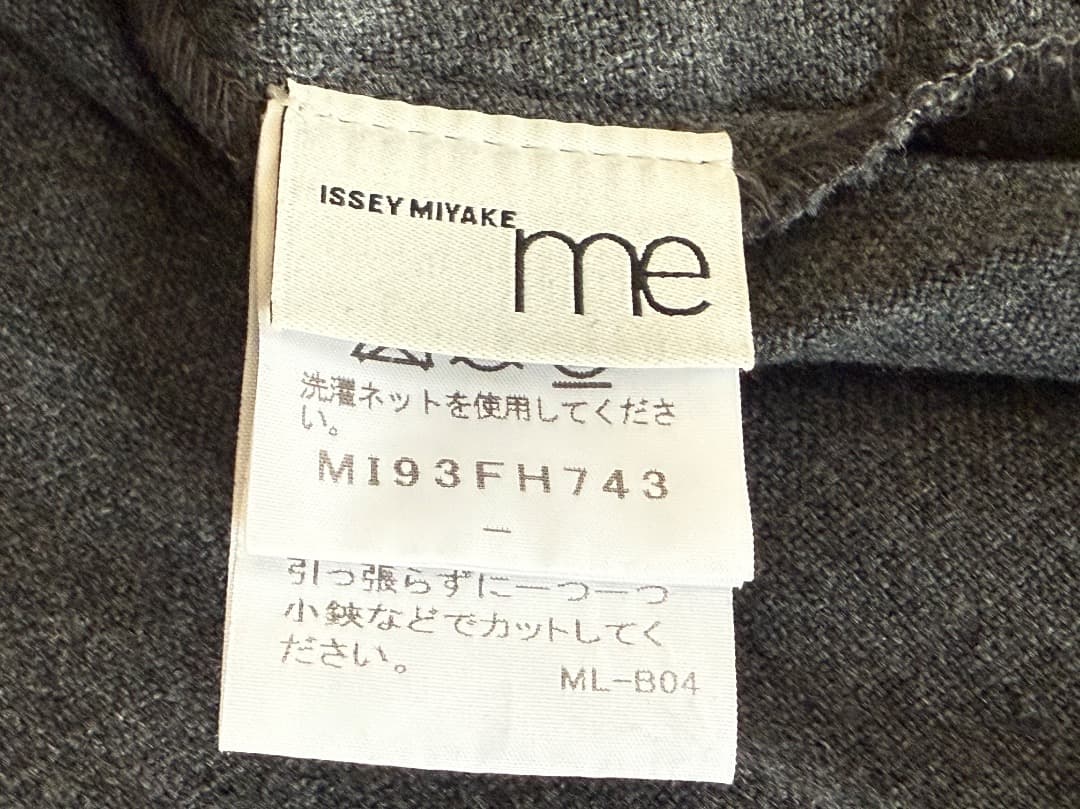 ISSEY MIYAKE
me
洗濯ネットを使用してくださ
い。
MI93FH743
—
引っ張らずに一つ一つ
小鋏などでカットしてく
ださい。
ML-B04